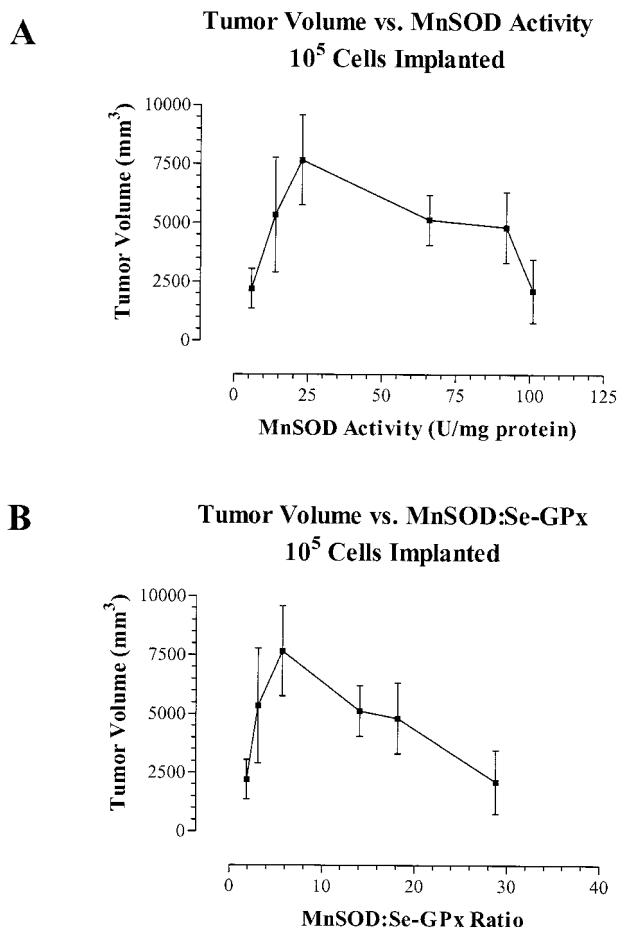 A
Tumor Volume vs. MnSOD Activity
10⁵ Cells Implanted
Tumor Volume (mm³)
10000
7500
5000
2500
0
0 25 50 75 100 125
MnSOD Activity (U/mg protein)
B
Tumor Volume vs. MnSOD:Se-GPx
10⁵ Cells Implanted
Tumor Volume (mm³)
10000
7500
5000
2500
0
0 10 20 30 40
MnSOD:Se-GPx Ratio